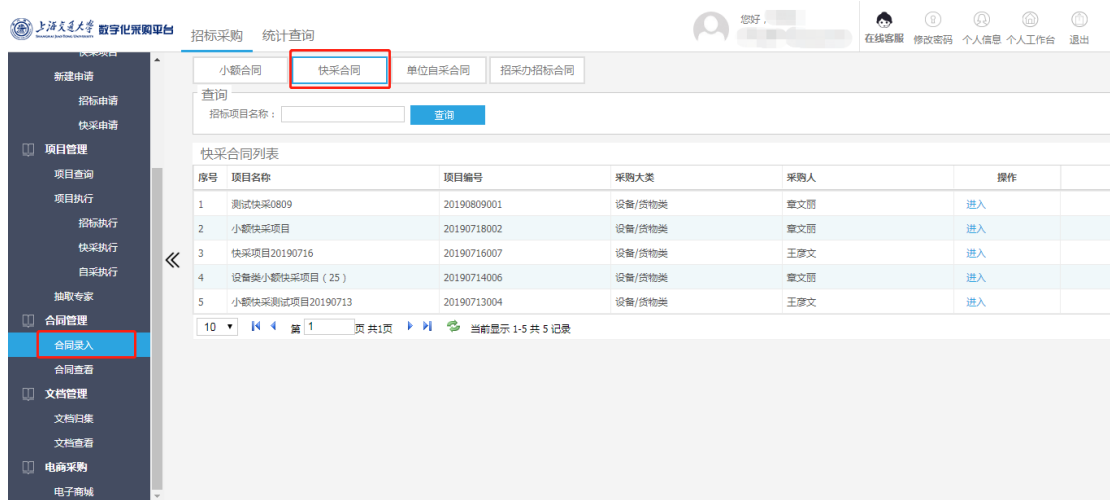 上海交通大学 数字化采购平台
SHANGHAI JIAO TONG UNIVERSITY
招标采购 统计查询
您好，
在线客服 修改密码 个人信息 个人工作台 退出
快采项目
新建申请
招标申请
快采申请
项目管理
项目查询
项目执行
招标执行
快采执行
自采执行
抽取专家
合同管理
合同录入
合同查看
文档管理
文档归集
文档查看
电商采购
电子商城
小额合同 快采合同 单位自采合同 招采办招标合同
查询
招标项目名称： 查询
快采合同列表
序号 项目名称 项目编号 采购大类 采购人 操作
1 测试快采0809 20190809001 设备/货物类 章文丽 进入
2 小额快采项目 20190718002 设备/货物类 章文丽 进入
3 快采项目20190716 20190716007 设备/货物类 王彦文 进入
4 设备类小额快采项目（25） 20190714006 设备/货物类 章文丽 进入
5 小额快采测试项目20190713 20190713004 设备/货物类 王彦文 进入
10 第 1 页 共1页 当前显示 1-5 共 5 记录